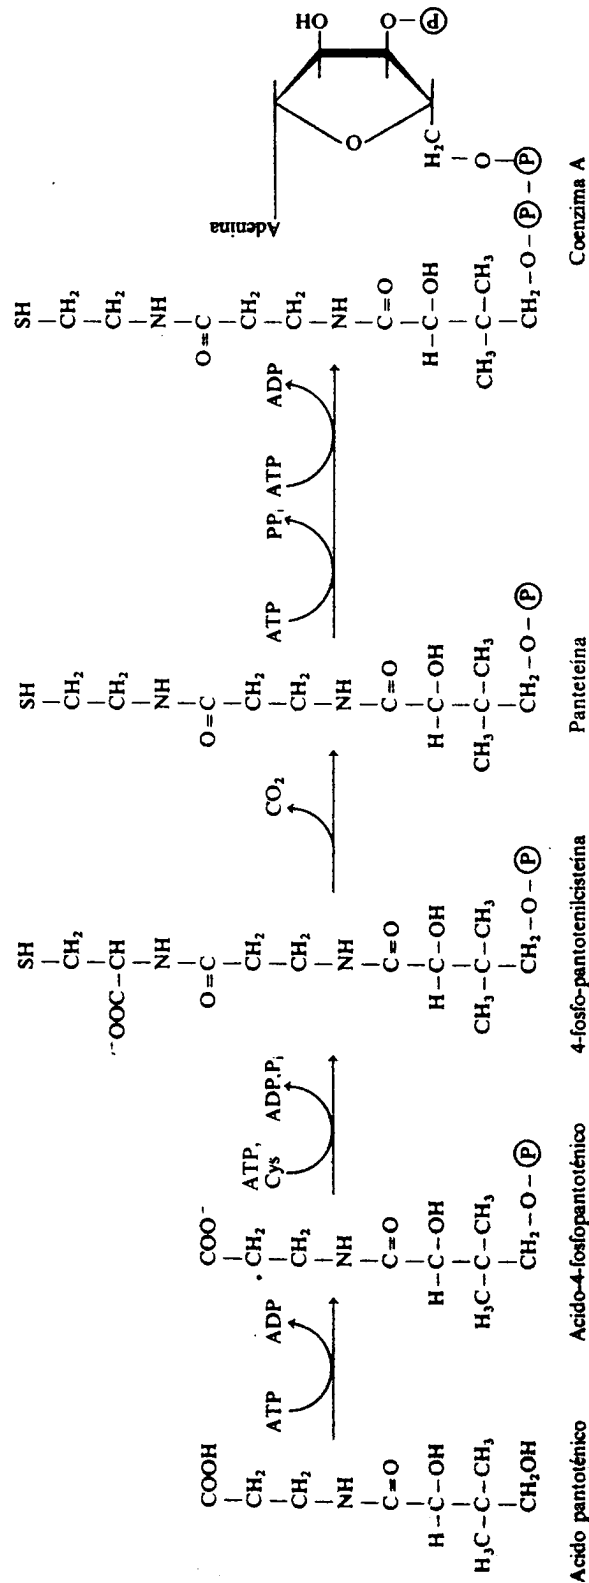 COOH
CH₂
CH₂
NH
C=O
H–C–OH
H₃C–C–CH₃
CH₂OH
Acido pantoténico
ATP
ADP
COO⁻
CH₂
CH₂
NH
C=O
H–C–OH
H₃C–C–CH₃
CH₂–O–P
Acido-4-fosfopantoténico
ATP,
Cys
ADP.Pᵢ
SH
CH₂
⁻OOC–CH
NH
O=C
CH₂
CH₂
NH
C=O
H–C–OH
CH₃–C–CH₃
CH₂–O–P
4-fosfo-pantotenilcisteína
CO₂
SH
CH₂
CH₂
NH
O=C
CH₂
CH₂
NH
C=O
H–C–OH
CH₃–C–CH₃
CH₂–O–P
Panteteína
ATP
PPᵢ
ATP
ADP
SH
CH₂
CH₂
NH
O=C
CH₂
CH₂
NH
C=O
H–C–OH
CH₃–C–CH₃
CH₂–O–P–P
O
H₂C
O
Adenina
OH
O–P
Coenzima A